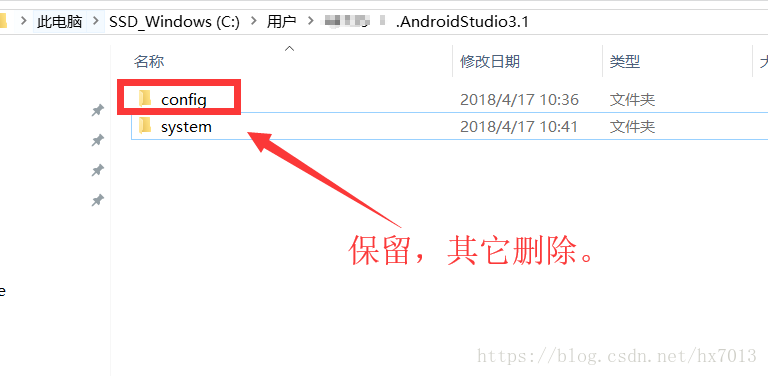 此电脑 > SSD_Windows (C:) > 用户 > .AndroidStudio3.1
名称 修改日期 类型
config 2018/4/17 10:36 文件夹
system 2018/4/17 10:41 文件夹
保留，其它删除。
e
https://blog.csdn.net/hx7013